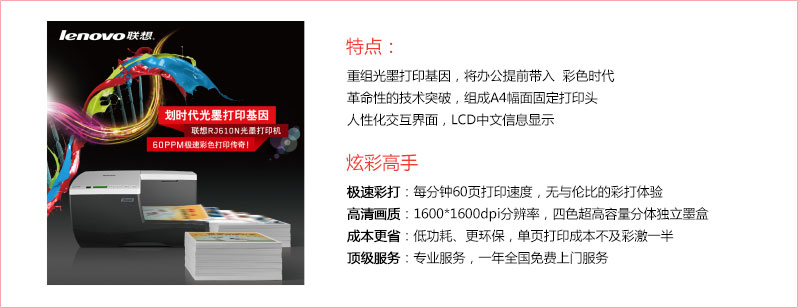 lenovo联想
划时代光墨打印基因
联想RJ610N光墨打印机
60PPM极速彩色打印传奇！
特点：
重组光墨打印基因，将办公提前带入 彩色时代
革命性的技术突破，组成A4幅面固定打印头
人性化交互界面，LCD中文信息显示
炫彩高手
极速彩打：每分钟60页打印速度，无与伦比的彩打体验
高清画质：1600*1600dpi分辨率，四色超高容量分体独立墨盒
成本更省：低功耗、更环保，单页打印成本不及彩激一半
顶级服务：专业服务，一年全国免费上门服务